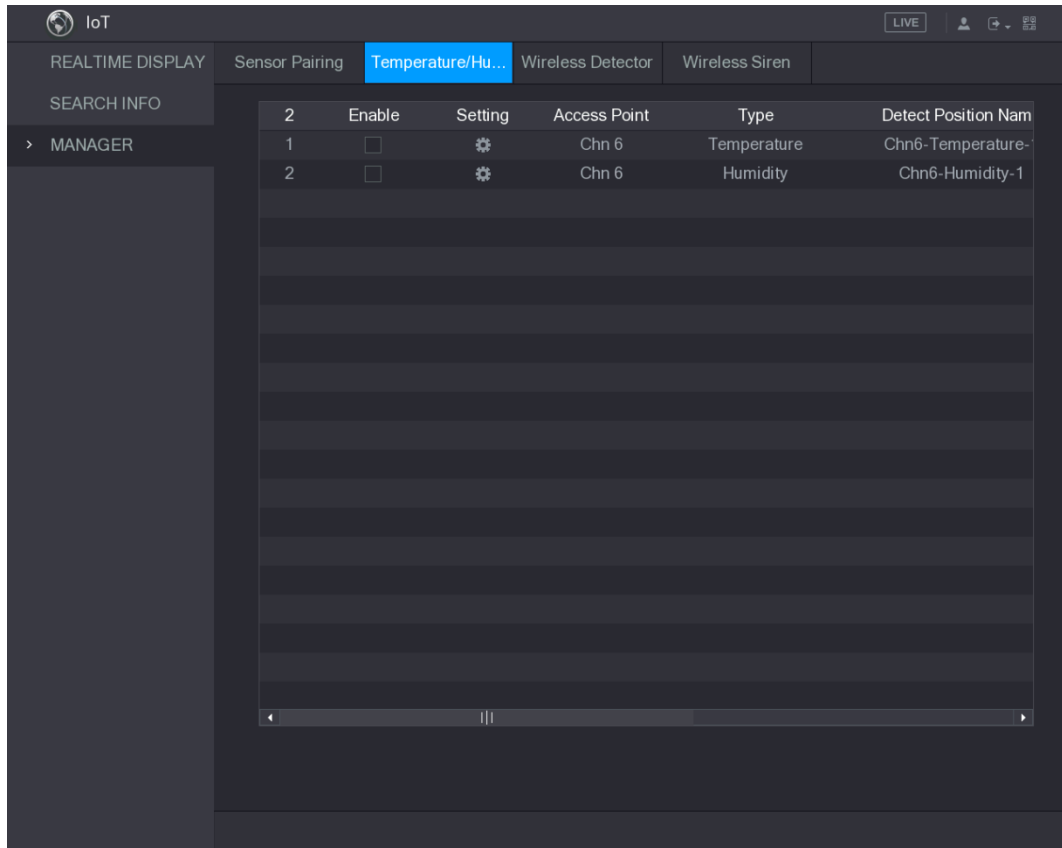 IoT
LIVE
REALTIME DISPLAY
SEARCH INFO
MANAGER
Sensor Pairing Temperature/Hu... Wireless Detector Wireless Siren
2 Enable Setting Access Point Type Detect Position Nam
1 Chn 6 Temperature Chn6-Temperature-
2 Chn 6 Humidity Chn6-Humidity-1